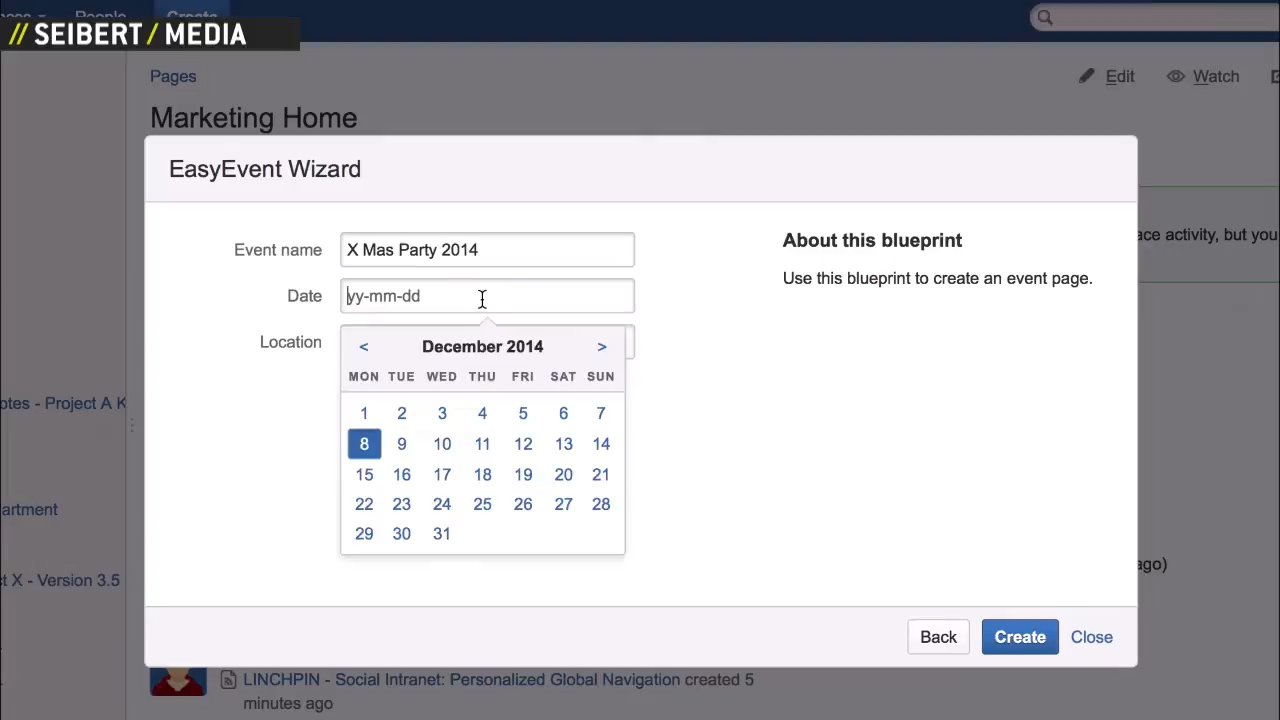 People
Create
// SEIBERT / MEDIA
Pages
Edit
Watch
Marketing Home
EasyEvent Wizard
Event name
X Mas Party 2014
About this blueprint
ace activity, but you
Use this blueprint to create an event page.
Date
yy-mm-dd
Location
< December 2014 >
MON TUE WED THU FRI SAT SUN
1 2 3 4 5 6 7
8 9 10 11 12 13 14
15 16 17 18 19 20 21
22 23 24 25 26 27 28
29 30 31
otes - Project A K
artment
ct X - Version 3.5
ago)
Back
Create
Close
LINCHPIN - Social Intranet: Personalized Global Navigation created 5
minutes ago